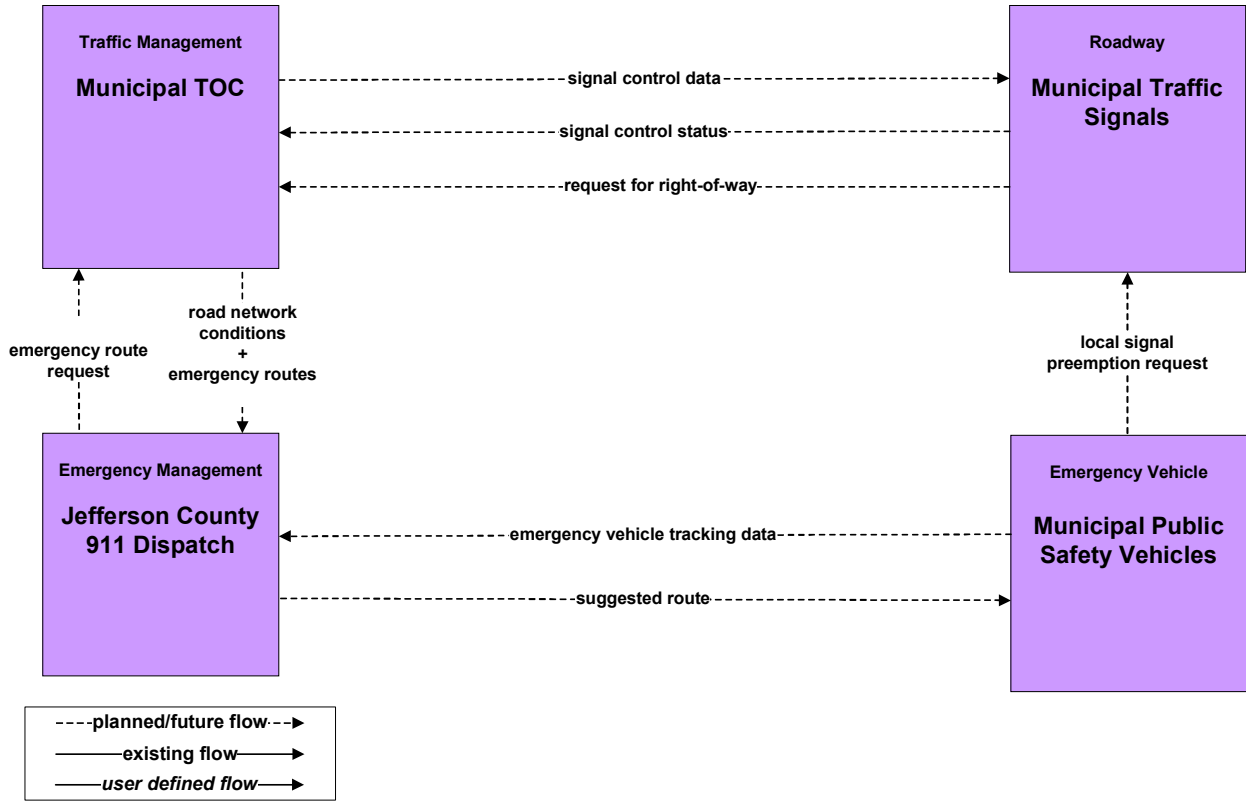 Traffic Management
Municipal TOC
Roadway
Municipal Traffic
Signals
signal control data
signal control status
request for right-of-way
emergency route
request
road network
conditions
+
emergency routes
local signal
preemption request
Emergency Management
Jefferson County
911 Dispatch
Emergency Vehicle
Municipal Public
Safety Vehicles
emergency vehicle tracking data
suggested route
planned/future flow
existing flow
user defined flow